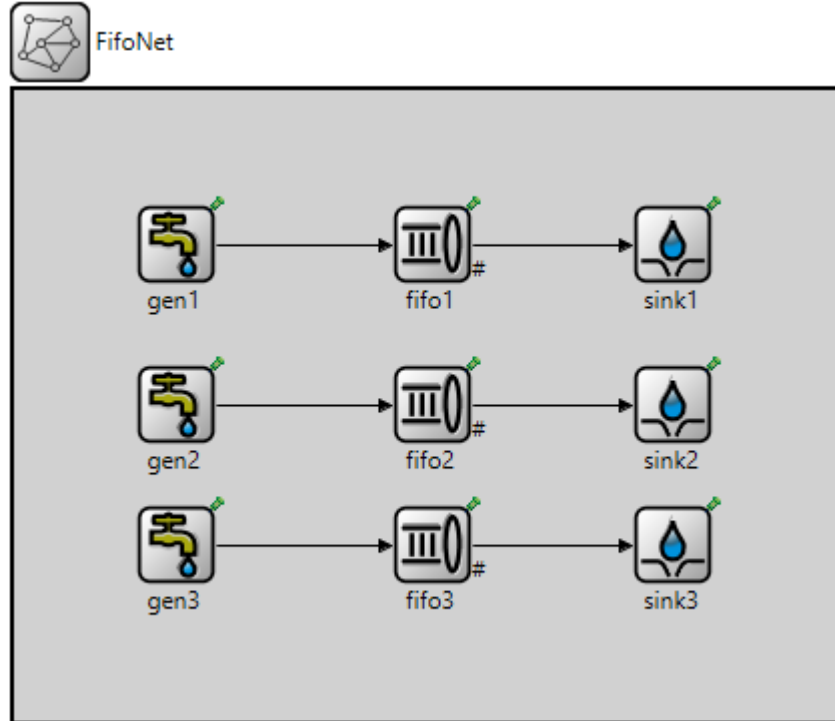 FifoNet
gen1
fifo1
#
sink1
gen2
fifo2
#
sink2
gen3
fifo3
#
sink3